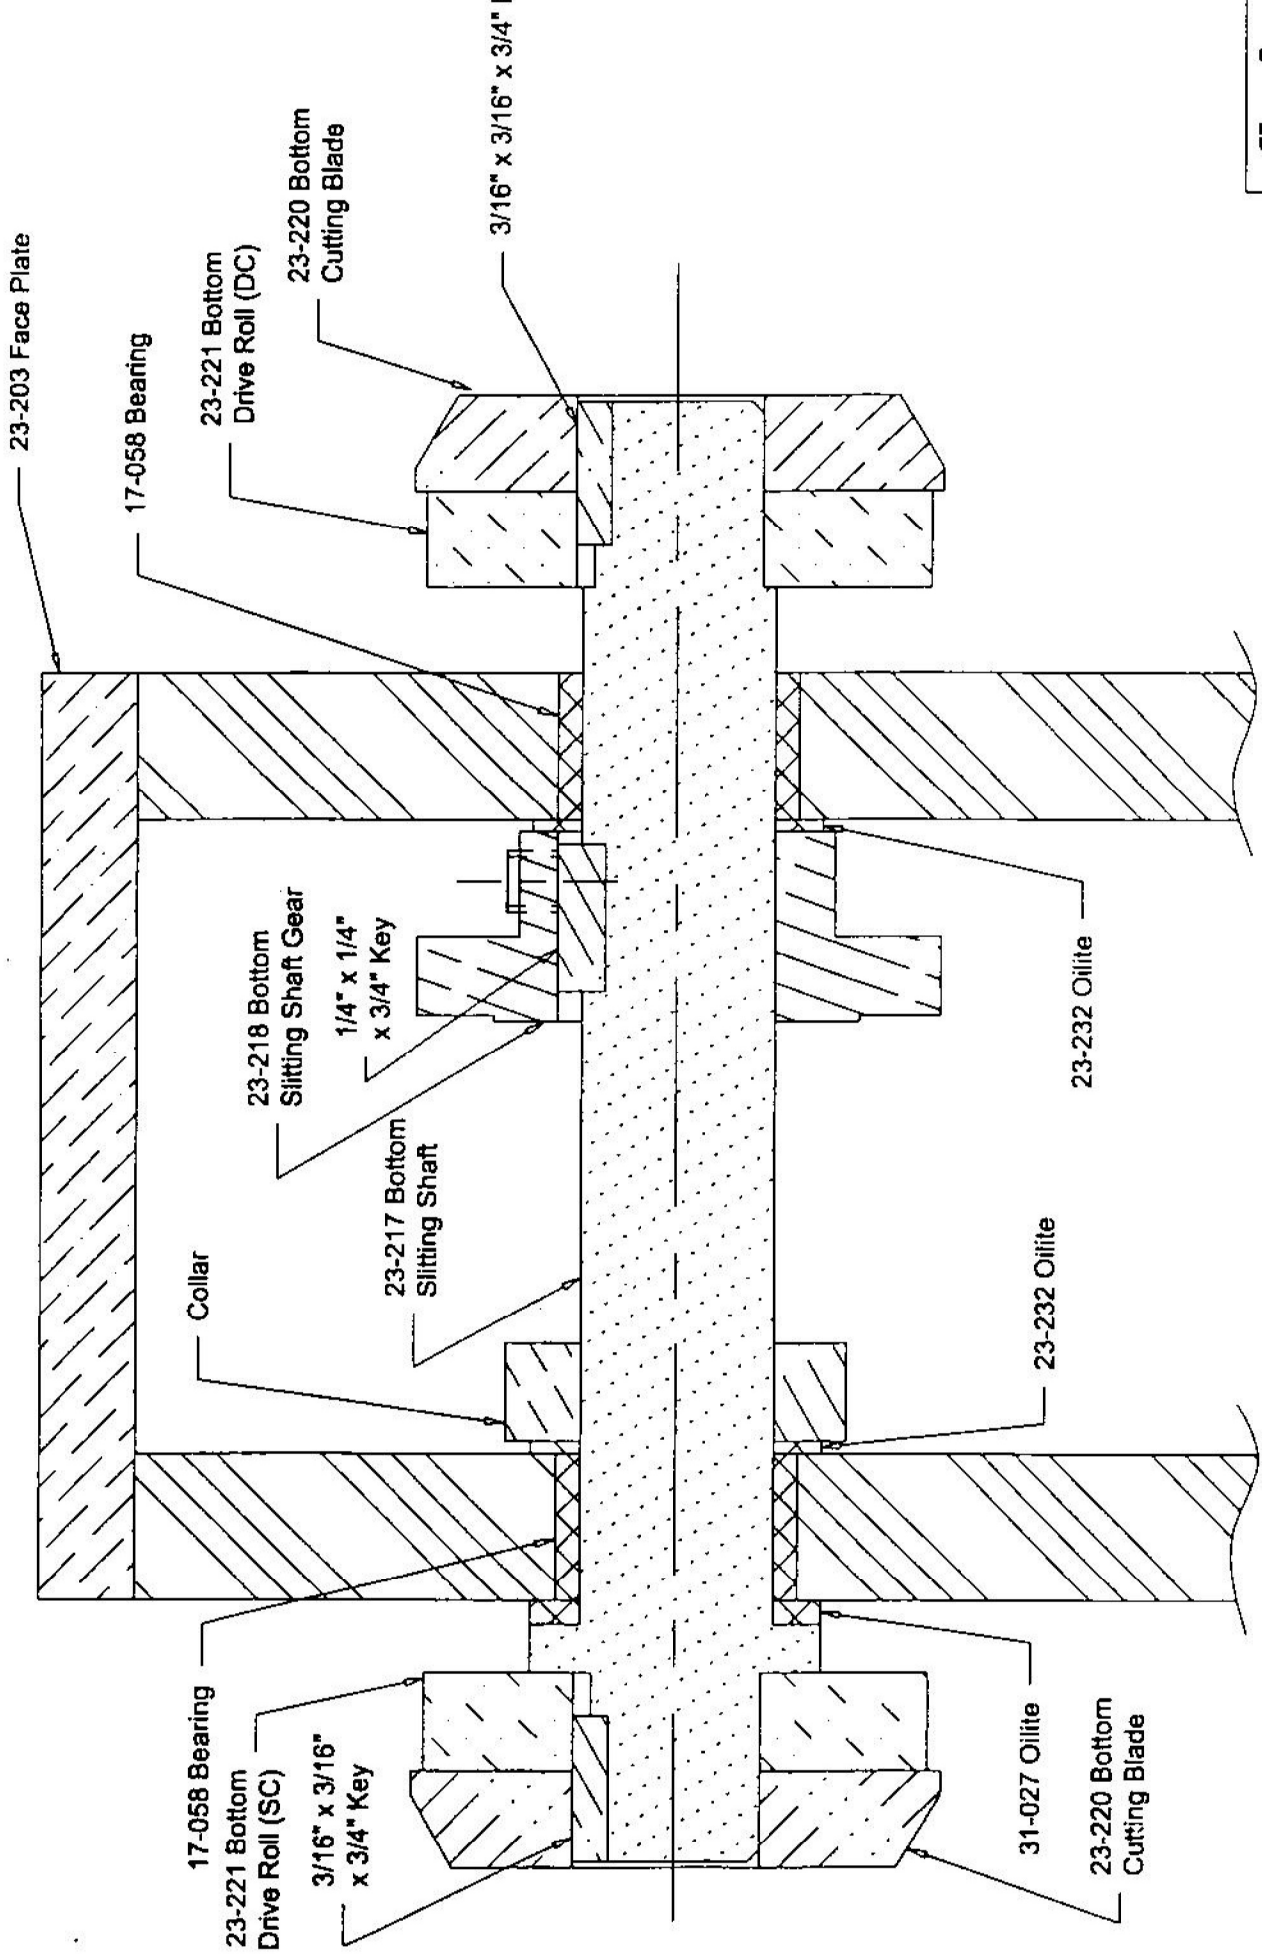 23-203 Face Plate
17-058 Bearing
23-221 Bottom
Drive Roll (DC)
23-220 Bottom
Cutting Blade
3/16" x 3/16" x 3/4"
23-218 Bottom
Slitting Shaft Gear
1/4" x 1/4"
x 3/4" Key
Collar
23-217 Bottom
Slitting Shaft
23-232 Oilite
23-232 Oilite
17-058 Bearing
23-221 Bottom
Drive Roll (SC)
3/16" x 3/16"
x 3/4" Key
31-027 Oilite
23-220 Bottom
Cutting Blade